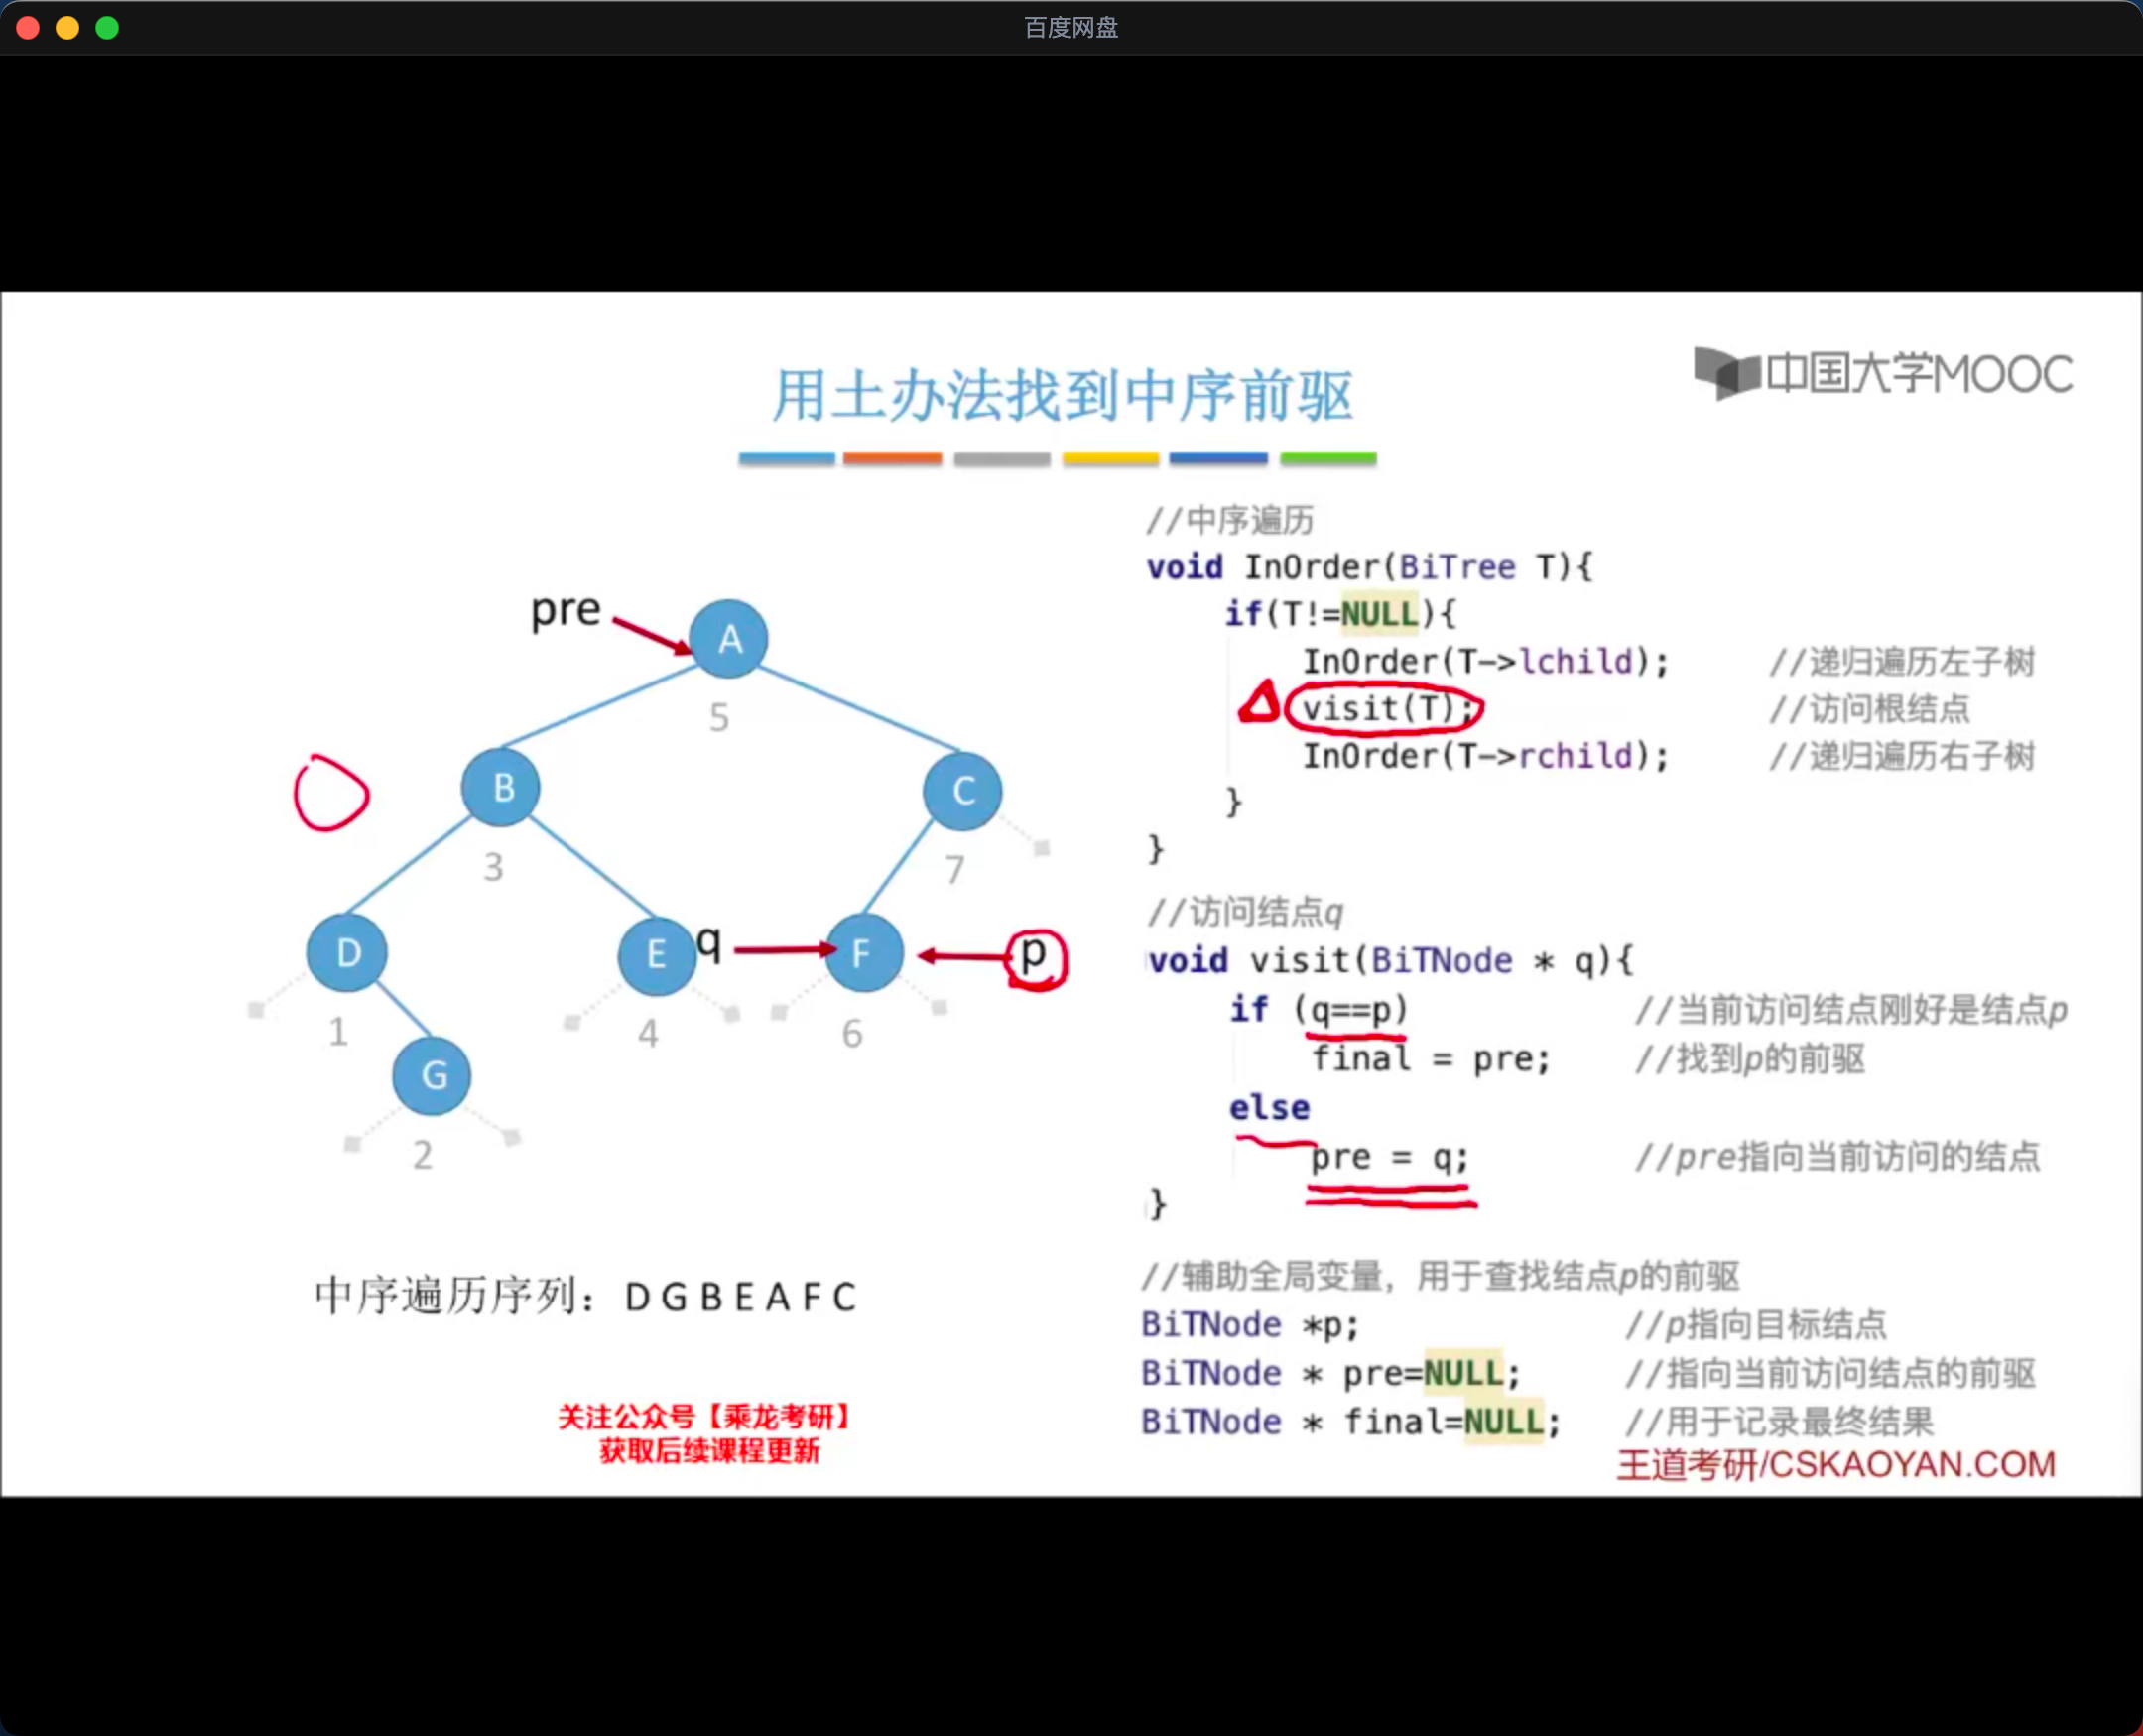 百度网盘
用土办法找到中序前驱
中国大学MOOC
pre
A
5
B
3
C
7
D
1
E
4
q
F
6
p
G
2
中序遍历序列：D G B E A F C
关注公众号【乘龙考研】
获取后续课程更新
//中序遍历
void InOrder(BiTree T){
if(T!=NULL){
InOrder(T->lchild); //递归遍历左子树
visit(T); //访问根结点
InOrder(T->rchild); //递归遍历右子树
}
}
//访问结点q
void visit(BiTNode * q){
if (q==p) //当前访问结点刚好是结点p
final = pre; //找到p的前驱
else
pre = q; //pre指向当前访问的结点
}
//辅助全局变量，用于查找结点p的前驱
BiTNode *p; //p指向目标结点
BiTNode * pre=NULL; //指向当前访问结点的前驱
BiTNode * final=NULL; //用于记录最终结果
王道考研/CSKAOYAN.COM